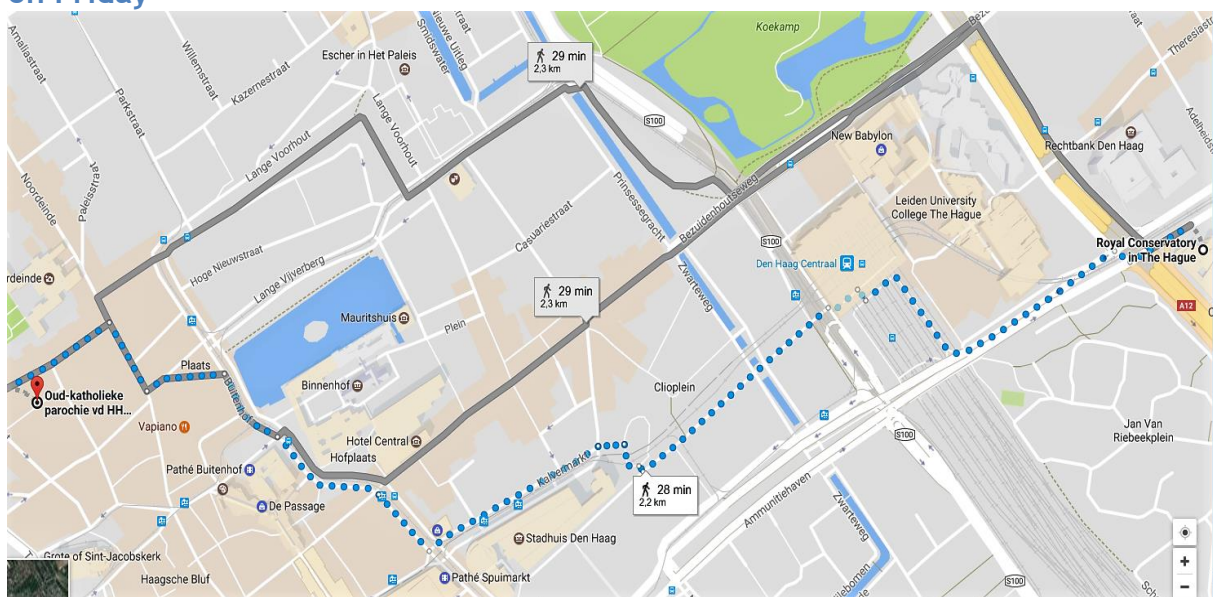 on Friday
Koekamp
Escher in Het Paleis
29 min
2,3 km
Amaliastraat
Willemstraat
Parkstraat
Kazernestraat
Smidswater
Nieuwe Uitleg
Lange Voorhout
Lange Voorhout
S100
New Babylon
Theresiastra
Adelheidst
Rechtbank Den Haag
Noordeinde
Paleisstraat
Prinsessegracht
Bezuidenhoutseweg
Casuariestraat
Leiden University
College The Hague
Hoge Nieuwstraat
Lange Vijverberg
S100
Den Haag Centraal
Royal Conservatory
in The Hague
ordeinde
29 min
2,3 km
Zwarteweg
A12
Mauritshuis
Plein
Plaats
Buitenhof
Binnenhof
Clioplein
Oud-katholieke
parochie vd HH...
Vapiano
Jan Van
Riebeekplein
Hotel Central
Hofplaats
S100
Pathé Buitenhof
Kalvermarkt
28 min
2,2 km
De Passage
Ammunitiehaven
Zwarteweg
Stadhuis Den Haag
Grote of Sint-Jacobskerk
Haagsche Bluf
Pathé Spuimarkt
S100
+
−